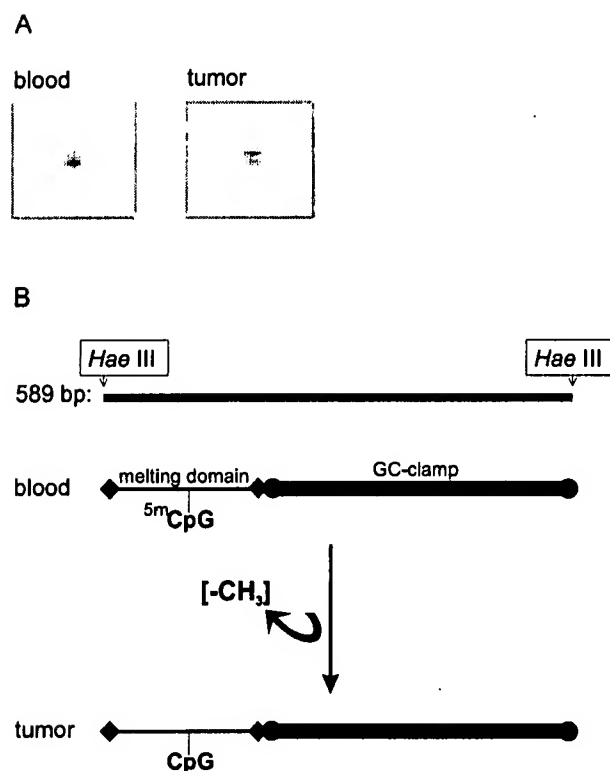 A
blood tumor
B
Hae III Hae III
589 bp:
blood melting domain GC-clamp
5mCpG
[-CH3]
tumor
CpG